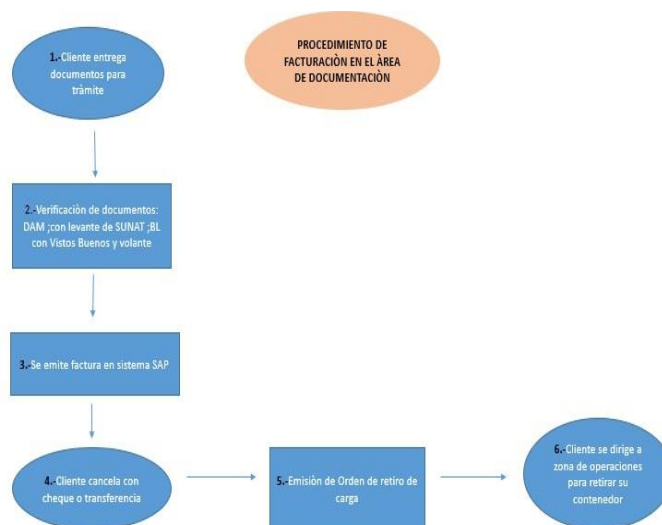 PROCEDIMIENTO DE
FACTURACIÒN EN EL ÀREA
DE DOCUMENTACIÒN
1.-Cliente entrega
documentos para
tràmite
2.-Verificaciòn de documentos:
DAM ;con levante de SUNAT ;BL
con Vistos Buenos y volante
3.-Se emite factura en sistema SAP
4.-Cliente cancela con
cheque o transferencia
5.-Emisiòn de Orden de retiro de
carga
6.-Cliente se dirige a
zona de operaciones
para retirar su
contenedor